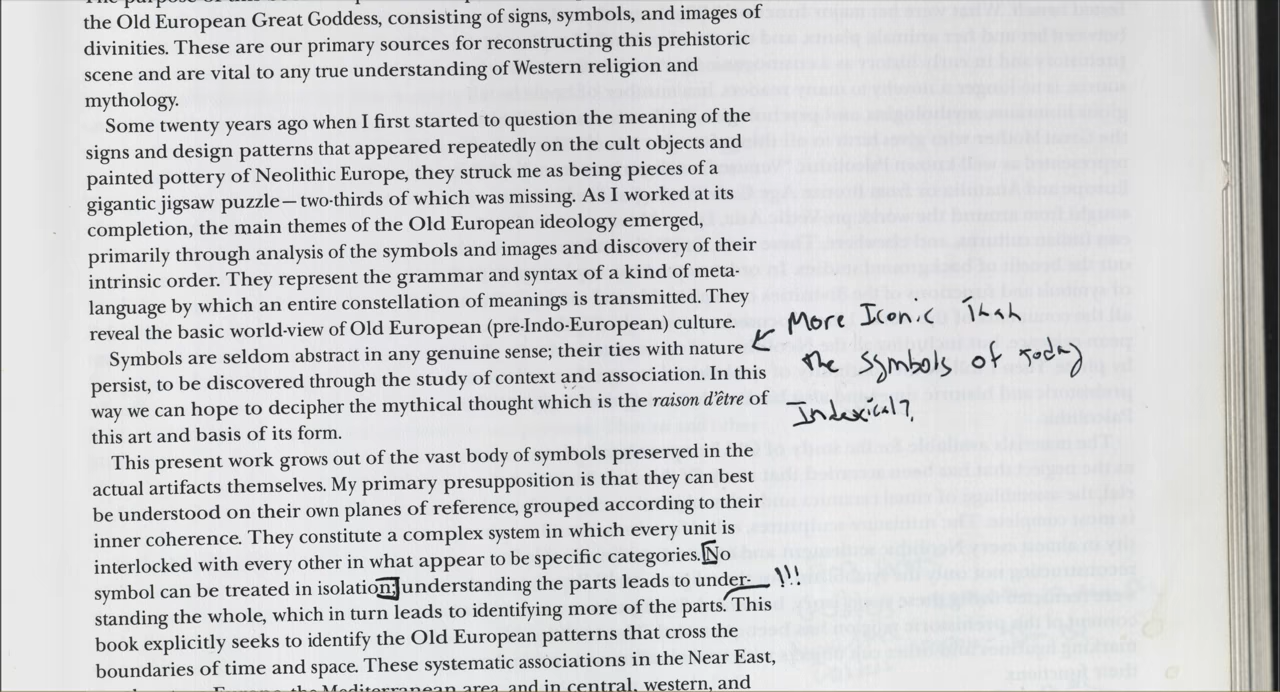 the Old European Great Goddess, consisting of signs, symbols, and images of
divinities. These are our primary sources for reconstructing this prehistoric
scene and are vital to any true understanding of Western religion and
mythology.
Some twenty years ago when I first started to question the meaning of the
signs and design patterns that appeared repeatedly on the cult objects and
painted pottery of Neolithic Europe, they struck me as being pieces of a
gigantic jigsaw puzzle—two-thirds of which was missing. As I worked at its
completion, the main themes of the Old European ideology emerged,
primarily through analysis of the symbols and images and discovery of their
intrinsic order. They represent the grammar and syntax of a kind of meta-
language by which an entire constellation of meanings is transmitted. They
reveal the basic world-view of Old European (pre-Indo-European) culture.
Symbols are seldom abstract in any genuine sense; their ties with nature
persist, to be discovered through the study of context and association. In this
way we can hope to decipher the mythical thought which is the raison d'être of
this art and basis of its form.
More Iconic than
the symbols of today
Indexical?
This present work grows out of the vast body of symbols preserved in the
actual artifacts themselves. My primary presupposition is that they can best
be understood on their own planes of reference, grouped according to their
inner coherence. They constitute a complex system in which every unit is
interlocked with every other in what appear to be specific categories. No
symbol can be treated in isolation; understanding the parts leads to under- !!!
standing the whole, which in turn leads to identifying more of the parts. This
book explicitly seeks to identify the Old European patterns that cross the
boundaries of time and space. These systematic associations in the Near East,
Europe, the Mediterranean area, and in central, western, and